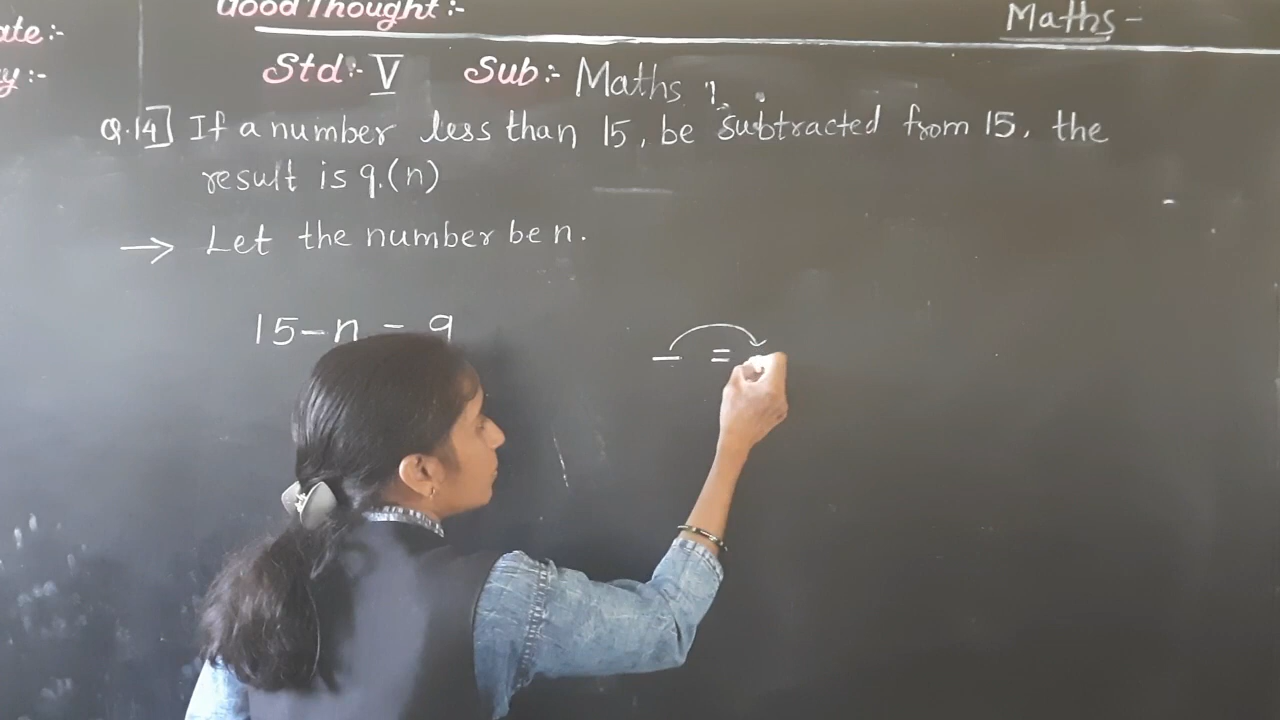 Good Thought :-
Maths -
ate :-
Std :- V Sub :- Maths
y :-
Q.14] If a number less than 15, be subtracted from 15, the
result is 9. (n)
→ Let the number be n.
15 - n = 9
- =